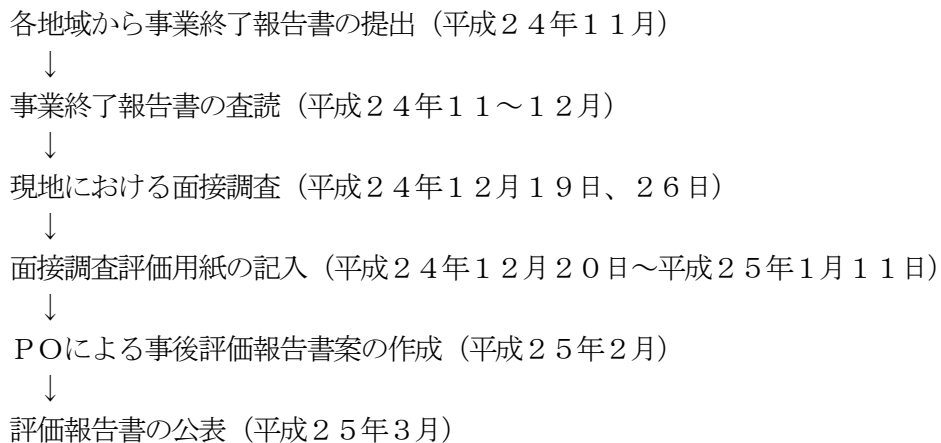 各地域から事業終了報告書の提出（平成２４年１１月）
↓
事業終了報告書の査読（平成２４年１１～１２月）
↓
現地における面接調査（平成２４年１２月１９日、２６日）
↓
面接調査評価用紙の記入（平成２４年１２月２０日～平成２５年１月１１日）
↓
ＰＯによる事後評価報告書案の作成（平成２５年２月）
↓
評価報告書の公表（平成２５年３月）